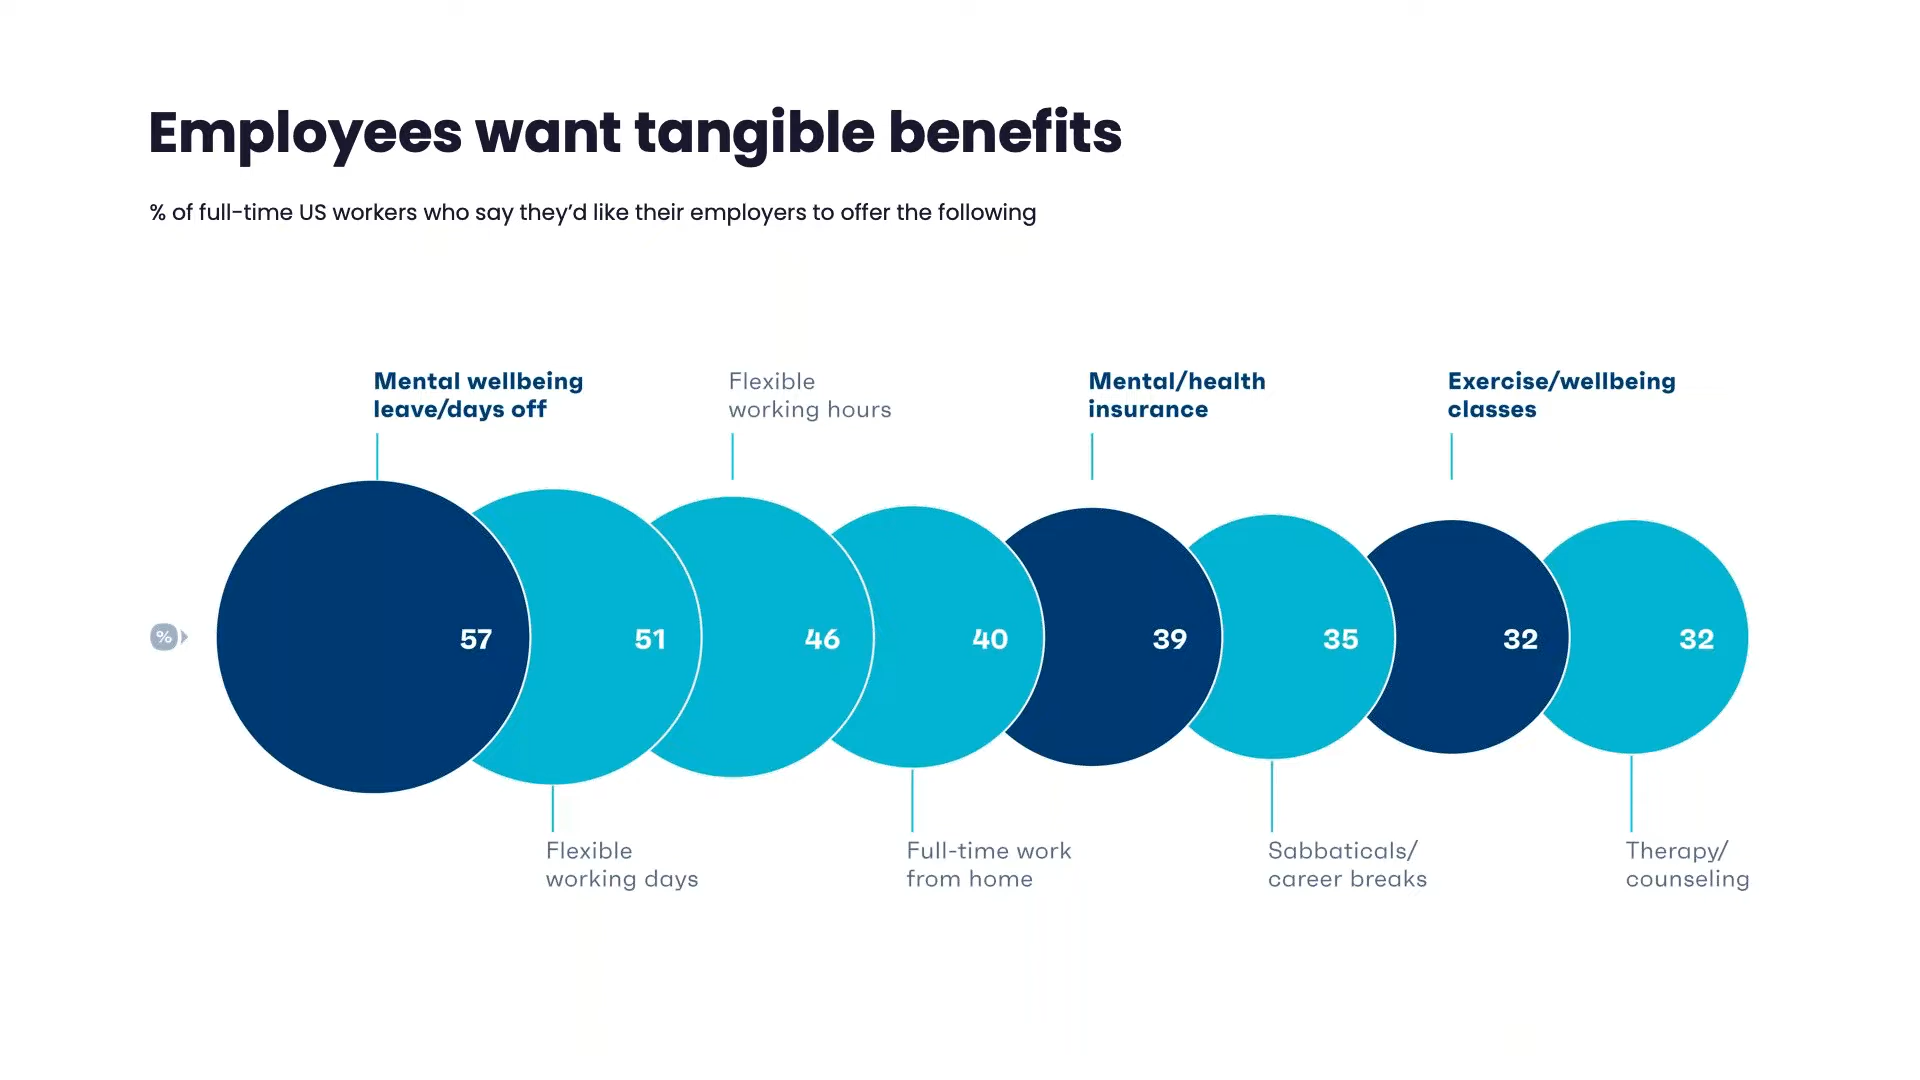 Employees want tangible benefits
% of full-time US workers who say they’d like their employers to offer the following
Mental wellbeing
leave/days off
Flexible
working hours
Mental/health
insurance
Exercise/wellbeing
classes
%
57
51
46
40
39
35
32
32
Flexible
working days
Full-time work
from home
Sabbaticals/
career breaks
Therapy/
counseling